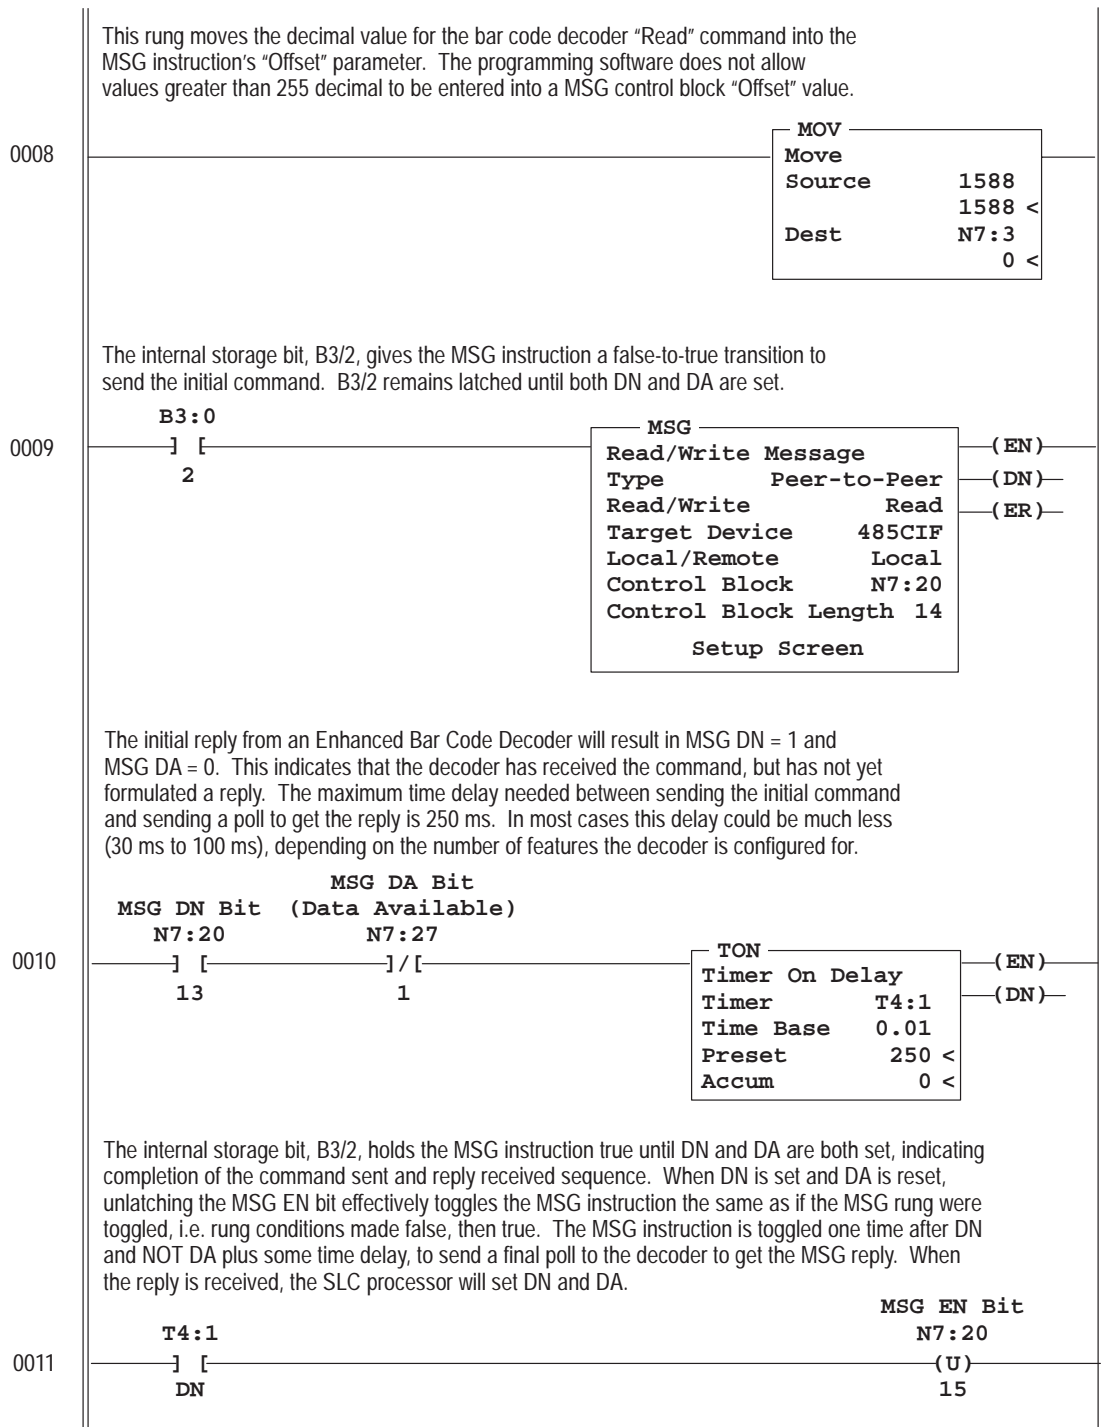 This rung moves the decimal value for the bar code decoder “Read” command into the
MSG instruction’s “Offset” parameter. The programming software does not allow
values greater than 255 decimal to be entered into a MSG control block “Offset” value.
MOV
0008
Move
Source 1588
1588 <
Dest N7:3
0 <
The internal storage bit, B3/2, gives the MSG instruction a false-to-true transition to
send the initial command. B3/2 remains latched until both DN and DA are set.
B3:0
MSG
0009
] [
(EN)
2
Read/Write Message
Type Peer-to-Peer
(DN)
Read/Write Read
(ER)
Target Device 485CIF
Local/Remote Local
Control Block N7:20
Control Block Length 14
Setup Screen
The initial reply from an Enhanced Bar Code Decoder will result in MSG DN = 1 and
MSG DA = 0. This indicates that the decoder has received the command, but has not yet
formulated a reply. The maximum time delay needed between sending the initial command
and sending a poll to get the reply is 250 ms. In most cases this delay could be much less
(30 ms to 100 ms), depending on the number of features the decoder is configured for.
MSG DA Bit
MSG DN Bit (Data Available)
N7:20 N7:27
TON
0010
] [ ]/[
(EN)
13 1
Timer On Delay
Timer T4:1
(DN)
Time Base 0.01
Preset 250 <
Accum 0 <
The internal storage bit, B3/2, holds the MSG instruction true until DN and DA are both set, indicating
completion of the command sent and reply received sequence. When DN is set and DA is reset,
unlatching the MSG EN bit effectively toggles the MSG instruction the same as if the MSG rung were
toggled, i.e. rung conditions made false, then true. The MSG instruction is toggled one time after DN
and NOT DA plus some time delay, to send a final poll to the decoder to get the MSG reply. When
the reply is received, the SLC processor will set DN and DA.
MSG EN Bit
T4:1 N7:20
0011
] [ (U)
DN 15